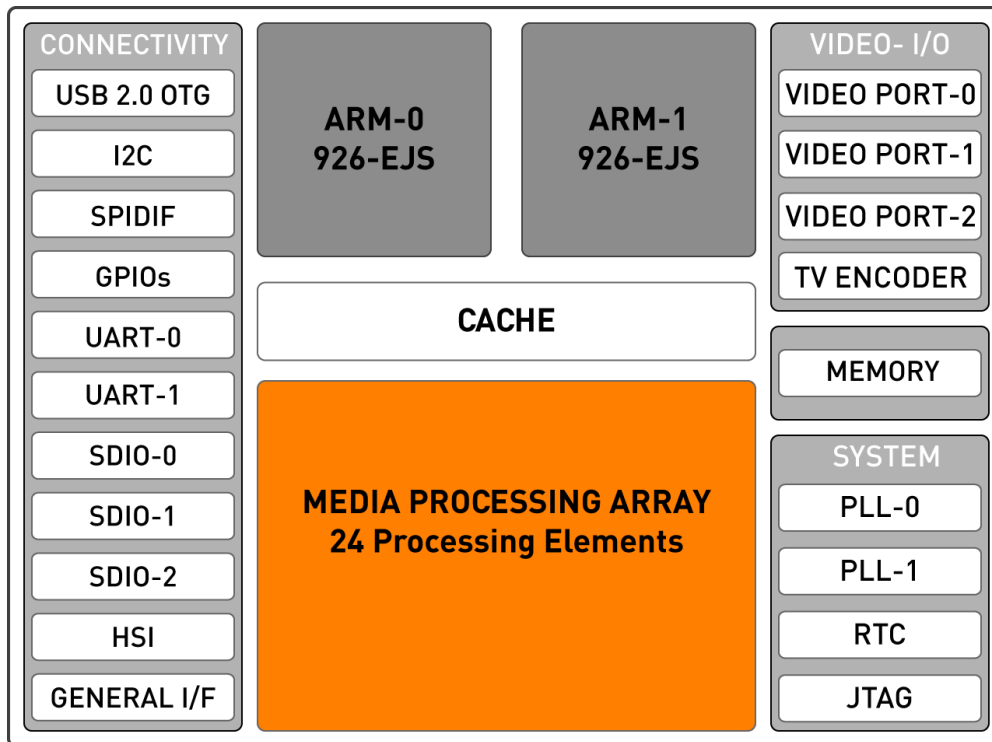 CONNECTIVITY
USB 2.0 OTG
I2C
SPIDIF
GPIOs
UART-0
UART-1
SDIO-0
SDIO-1
SDIO-2
HSI
GENERAL I/F
ARM-0
926-EJS
ARM-1
926-EJS
CACHE
MEDIA PROCESSING ARRAY
24 Processing Elements
VIDEO- I/O
VIDEO PORT-0
VIDEO PORT-1
VIDEO PORT-2
TV ENCODER
MEMORY
SYSTEM
PLL-0
PLL-1
RTC
JTAG